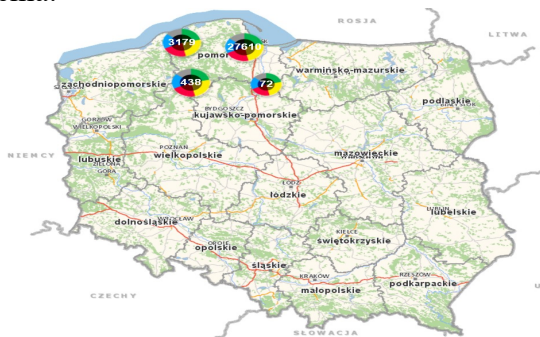 ROSJA
LITWA
3179
27610
pomor
438
72
zachodniopomorskie
warmińsko-mazurskie
podlaskie
BYDGOSZCZ
kujawsko-pomorskie
GORZÓW
WIELKOPOLSKI
NIEMCY
lubuskie
ZIELONA
GÓRA
POZNAŃ
wielkopolskie
mazowieckie
ŁÓDŹ
łódzkie
WROCŁAW
dolnośląskie
LUBLIN
lubelskie
OPOLE
opolskie
KIELCE
świętokrzyskie
śląskie
KRAKÓW
małopolskie
RZESZÓW
podkarpackie
CZECHY
SŁOWACJA
U